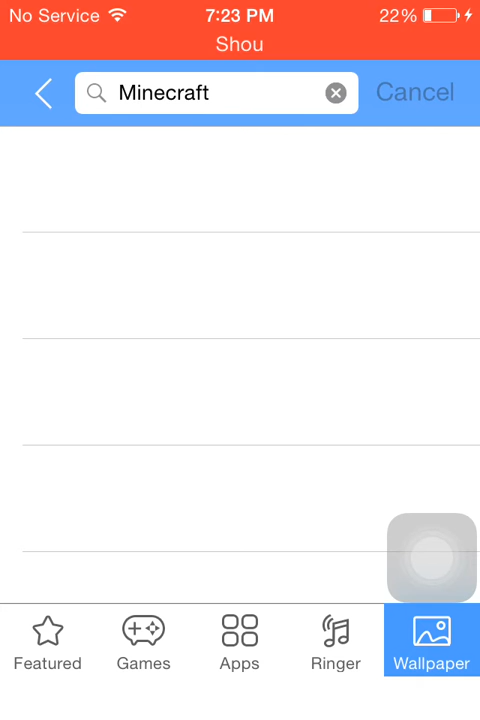 No Service 7:23 PM 22%
Shou
Minecraft Cancel
Featured Games Apps Ringer Wallpaper